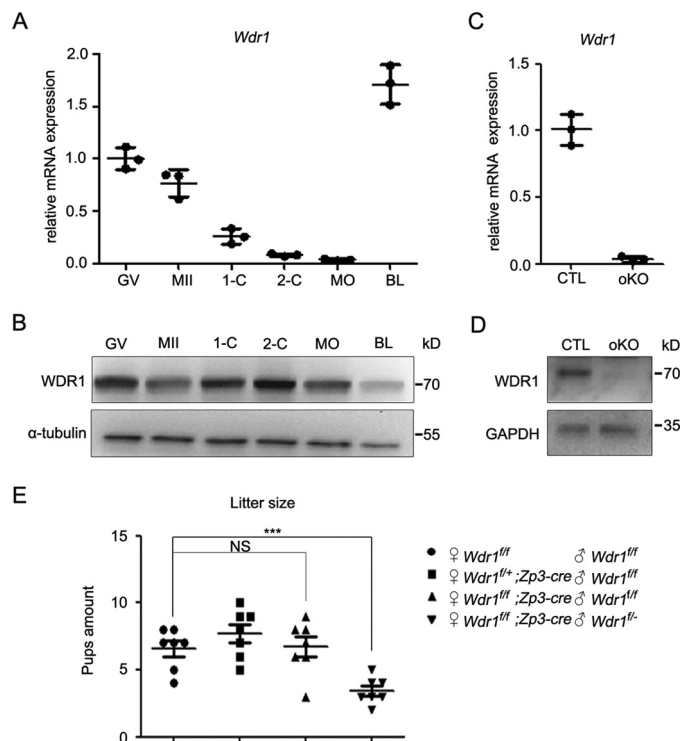 A
Wdr1
relative mRNA expression
2.0
1.5
1.0
0.5
0.0
GV MII 1-C 2-C MO BL
C
Wdr1
relative mRNA expression
1.5
1.0
0.5
0.0
CTL oKO
B
GV MII 1-C 2-C MO BL kD
WDR1 -70
α-tubulin -55
D
CTL oKO kD
WDR1 -70
GAPDH -35
E
Litter size
Pups amount
15
10
5
0
***
NS
♀ Wdr1f/f ♂ Wdr1f/f
♀ Wdr1f/+;Zp3-cre ♂ Wdr1f/f
♀ Wdr1f/f;Zp3-cre ♂ Wdr1f/f
♀ Wdr1f/f;Zp3-cre ♂ Wdr1f/-